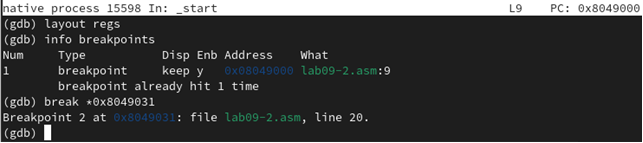 native process 15598 In: _start L9 PC: 0x8049000
(gdb) layout regs
(gdb) info breakpoints
Num Type Disp Enb Address What
1 breakpoint keep y 0x08049000 lab09-2.asm:9
breakpoint already hit 1 time
(gdb) break *0x8049031
Breakpoint 2 at 0x8049031: file lab09-2.asm, line 20.
(gdb)